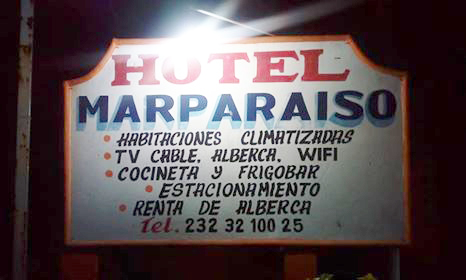 HOTEL
MARPARAISO
• HABITACIONES CLIMATIZADAS
• TV CABLE, ALBERCA, WIFI
• COCINETA Y FRIGOBAR
• ESTACIONAMIENTO
• RENTA DE ALBERCA
Tel. 232 32 100 25